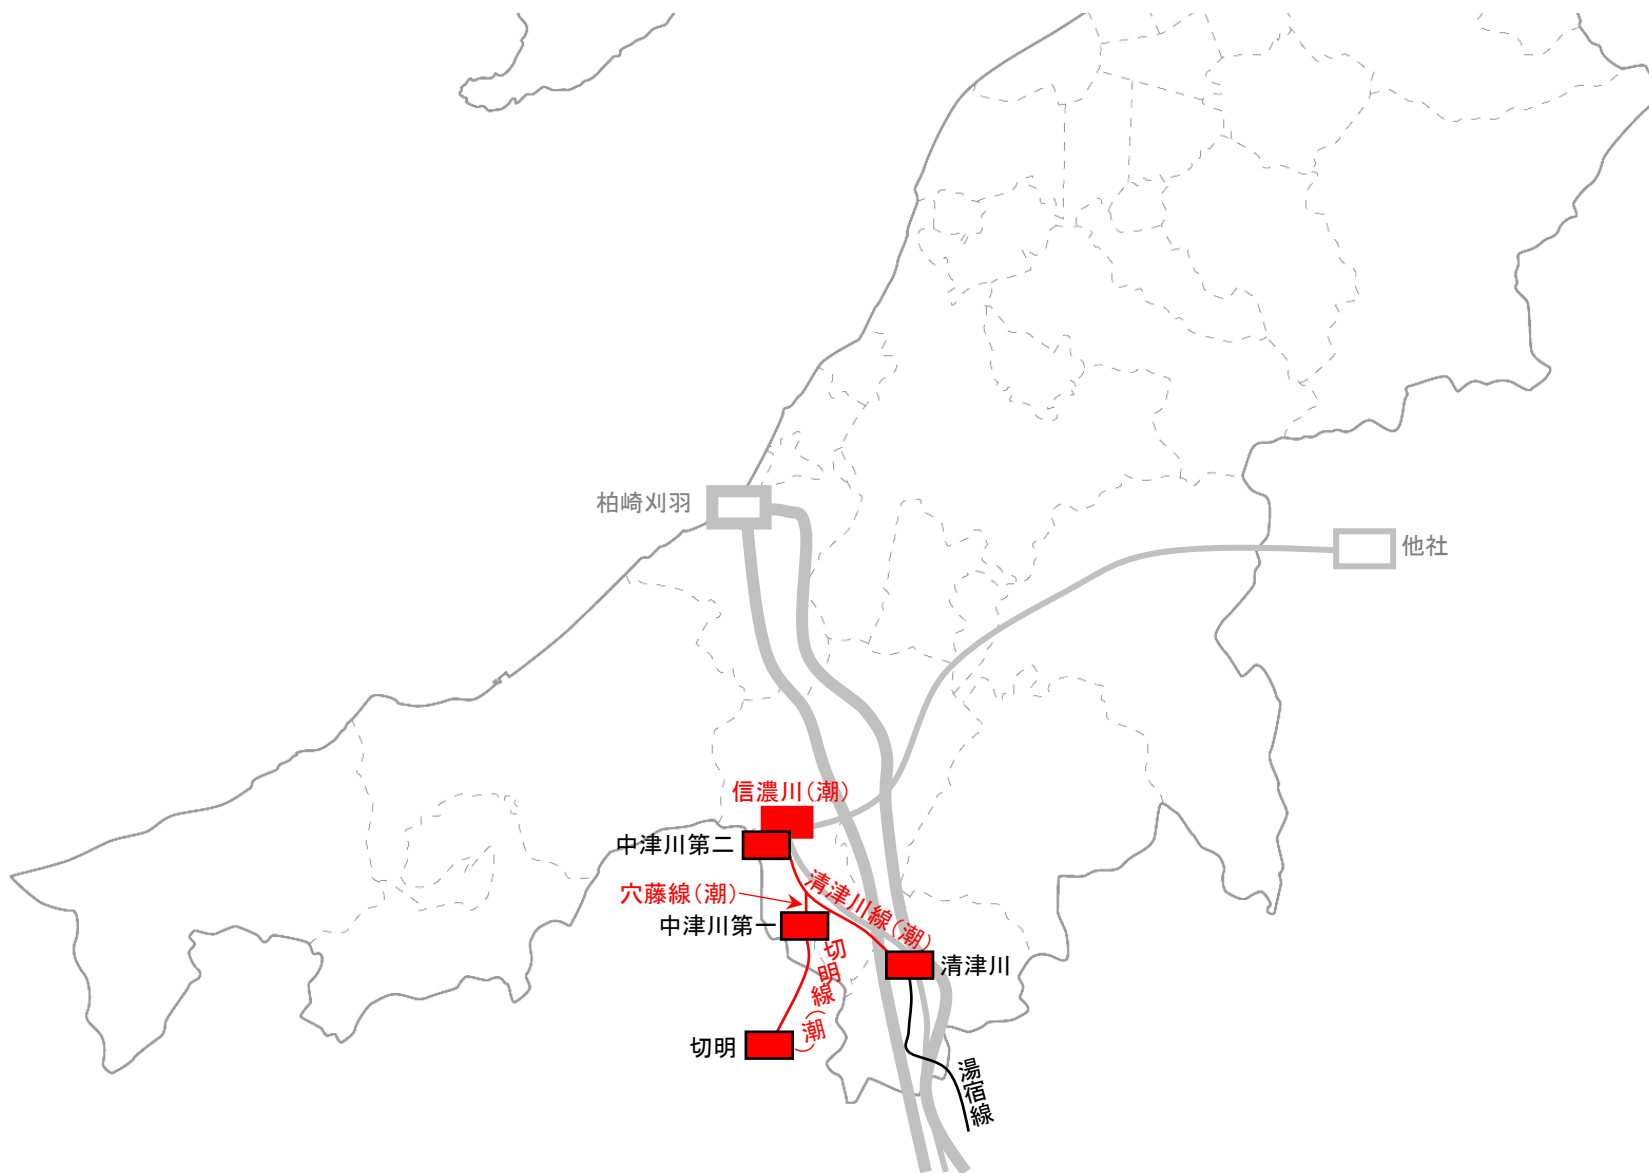 柏崎刈羽
他社
信濃川(潮)
中津川第二
穴藤線(潮)
清津川線(潮)
中津川第一
切明線(潮)
清津川
切明
湯宿線